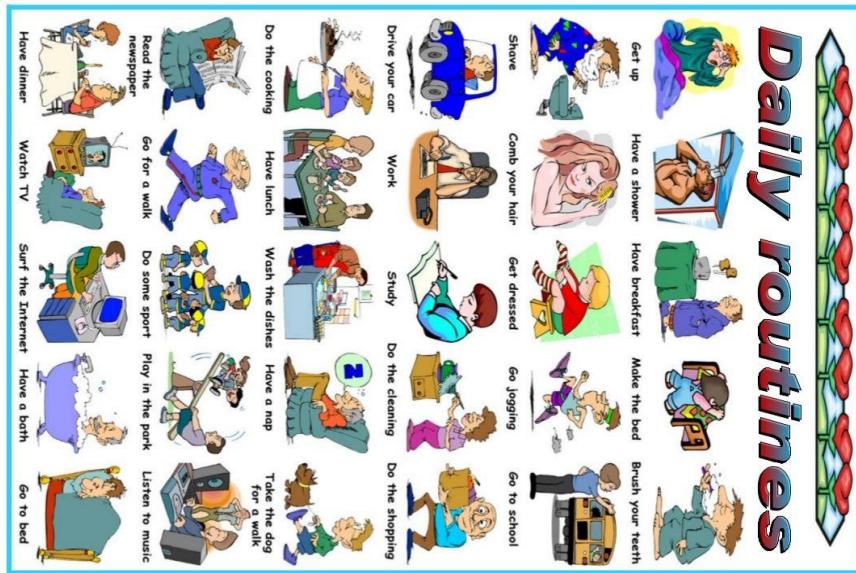 Daily routines
Get up
Have a shower
Have breakfast
Make the bed
Brush your teeth
Shave
Comb your hair
Get dressed
Go jogging
Go to school
Drive your car
Work
Study
Do the cleaning
Do the shopping
Do the cooking
Have lunch
Wash the dishes
Have a nap
Take the dog
for a walk
Read the
newspaper
Go for a walk
Do some sport
Play in the park
Listen to music
Have dinner
Watch TV
Surf the Internet
Have a bath
Go to bed